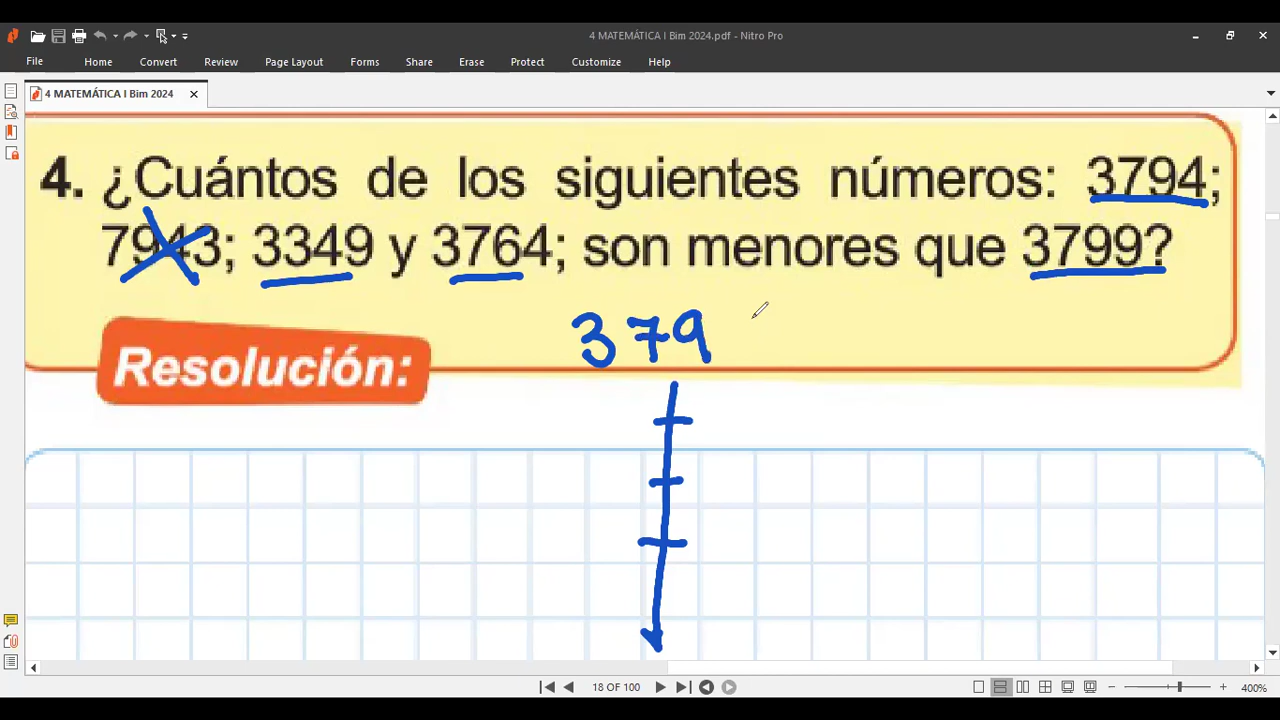 4 MATEMÁTICA I Bim 2024.pdf - Nitro Pro
File Home Convert Review Page Layout Forms Share Erase Protect Customize Help
4 MATEMÁTICA I Bim 2024
4. ¿Cuántos de los siguientes números: 3794;
7943; 3349 y 3764; son menores que 3799?
379
Resolución:
18 OF 100
400%